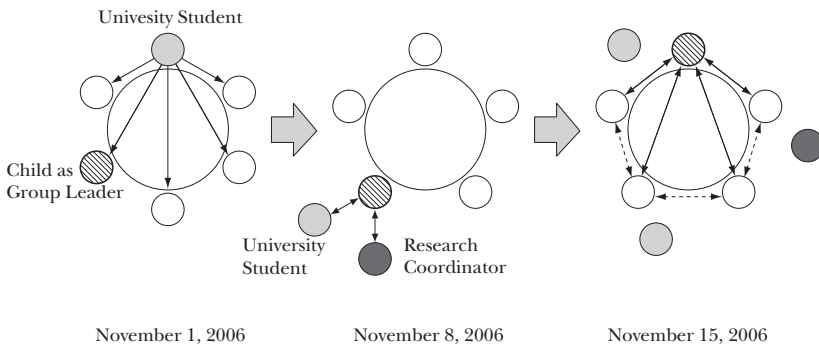 Univesity Student
Child as
Group Leader
University
Student
Research
Coordinator
November 1, 2006
November 8, 2006
November 15, 2006